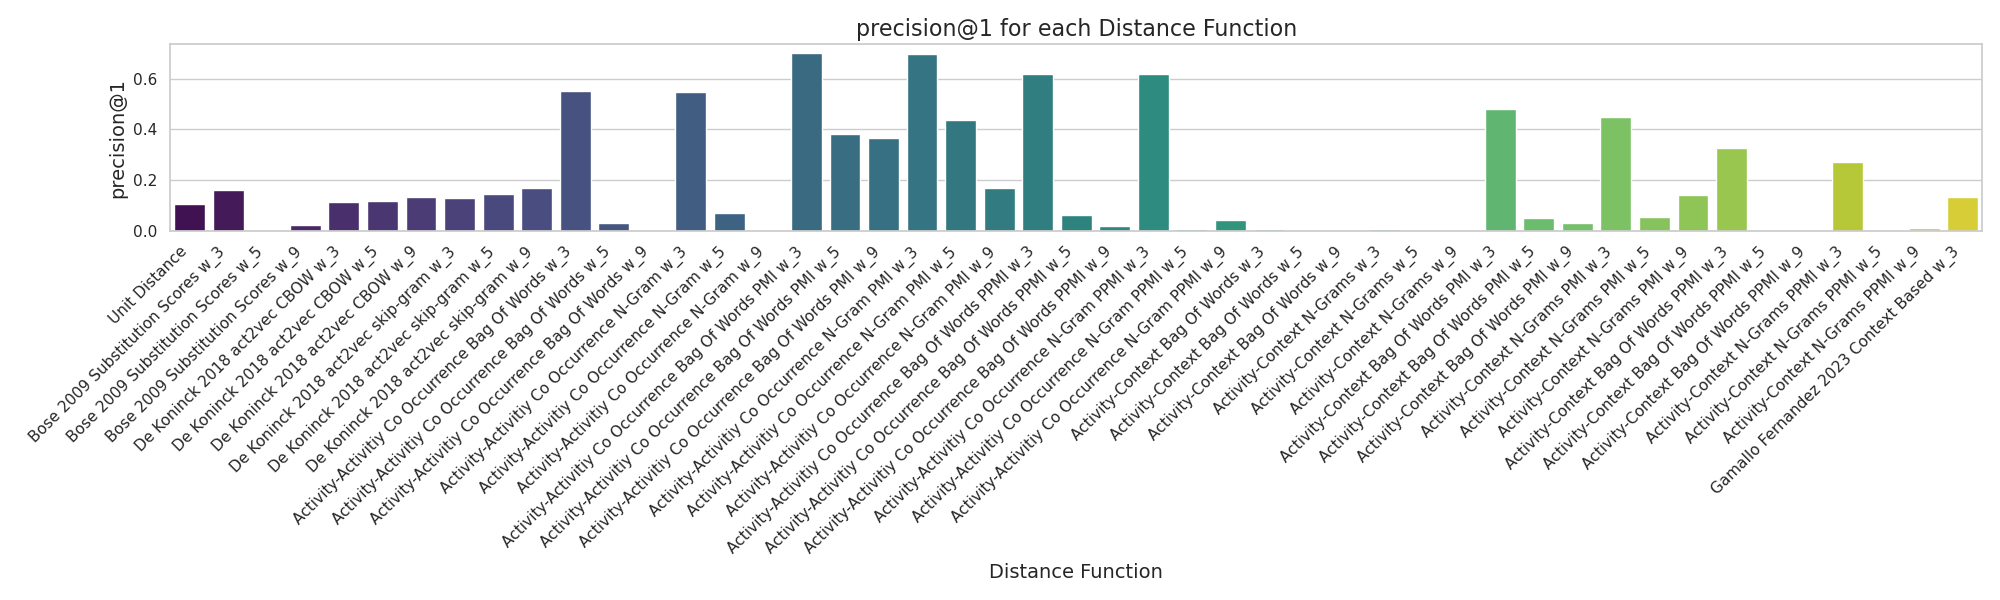 precision@1 for each Distance Function
precision@1
0.6
0.4
0.2
0.0
Unit Distance
Bose 2009 Substitution Scores w_3
Bose 2009 Substitution Scores w_5
Bose 2009 Substitution Scores w_9
De Koninck 2018 act2vec CBOW w_3
De Koninck 2018 act2vec CBOW w_5
De Koninck 2018 act2vec CBOW w_9
De Koninck 2018 act2vec skip-gram w_3
De Koninck 2018 act2vec skip-gram w_5
De Koninck 2018 act2vec skip-gram w_9
Activity-Activitiy Co Occurrence Bag Of Words w_3
Activity-Activitiy Co Occurrence Bag Of Words w_5
Activity-Activitiy Co Occurrence Bag Of Words w_9
Activity-Activitiy Co Occurrence N-Gram w_3
Activity-Activitiy Co Occurrence N-Gram w_5
Activity-Activitiy Co Occurrence N-Gram w_9
Activity-Activitiy Co Occurrence Bag Of Words PMI w_3
Activity-Activitiy Co Occurrence Bag Of Words PMI w_5
Activity-Activitiy Co Occurrence Bag Of Words PMI w_9
Activity-Activitiy Co Occurrence N-Gram PMI w_3
Activity-Activitiy Co Occurrence N-Gram PMI w_5
Activity-Activitiy Co Occurrence N-Gram PMI w_9
Activity-Activitiy Co Occurrence Bag Of Words PPMI w_3
Activity-Activitiy Co Occurrence Bag Of Words PPMI w_5
Activity-Activitiy Co Occurrence Bag Of Words PPMI w_9
Activity-Activitiy Co Occurrence N-Gram PPMI w_3
Activity-Activitiy Co Occurrence N-Gram PPMI w_5
Activity-Activitiy Co Occurrence N-Gram PPMI w_9
Activity-Context Bag Of Words w_3
Activity-Context Bag Of Words w_5
Activity-Context Bag Of Words w_9
Activity-Context N-Grams w_3
Activity-Context N-Grams w_5
Activity-Context N-Grams w_9
Activity-Context Bag Of Words PMI w_3
Activity-Context Bag Of Words PMI w_5
Activity-Context Bag Of Words PMI w_9
Activity-Context N-Grams PMI w_3
Activity-Context N-Grams PMI w_5
Activity-Context N-Grams PMI w_9
Activity-Context Bag Of Words PPMI w_3
Activity-Context Bag Of Words PPMI w_5
Activity-Context Bag Of Words PPMI w_9
Activity-Context N-Grams PPMI w_3
Activity-Context N-Grams PPMI w_5
Activity-Context N-Grams PPMI w_9
Gamallo Fernandez 2023 Context Based w_3
Distance Function